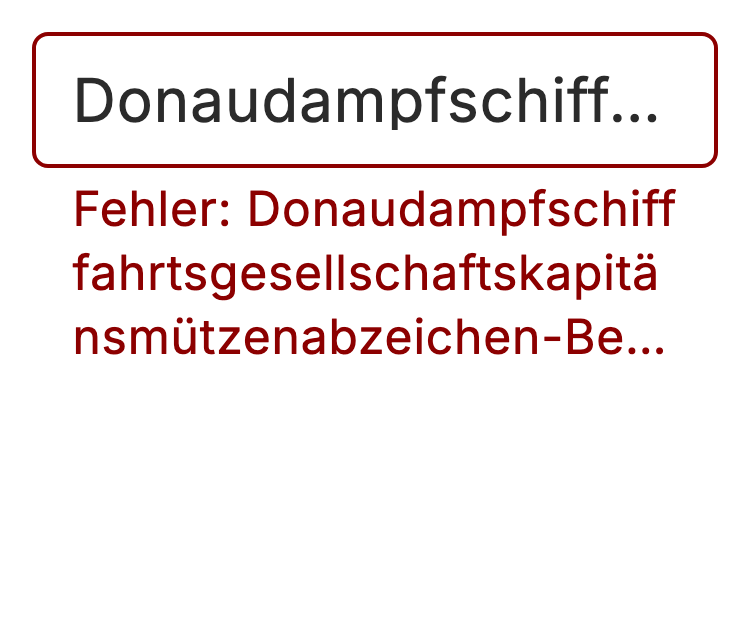 Donaudampfschiff...
Fehler: Donaudampfschiff
fahrtsgesellschaftskapitä
nsmützenabzeichen-Be...